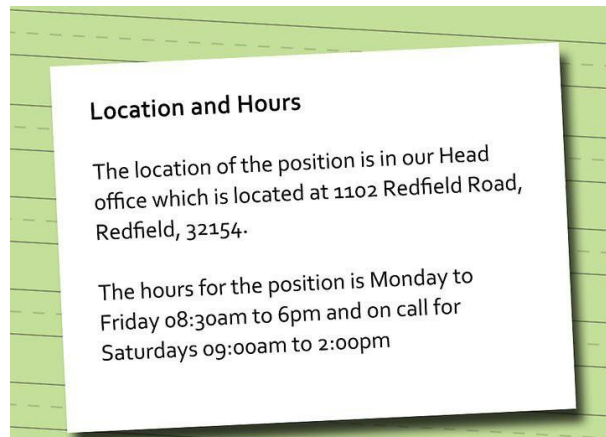 Location and Hours
The location of the position is in our Head
office which is located at 1102 Redfield Road,
Redfield, 32154.
The hours for the position is Monday to
Friday 08:30am to 6pm and on call for
Saturdays 09:00am to 2:00pm